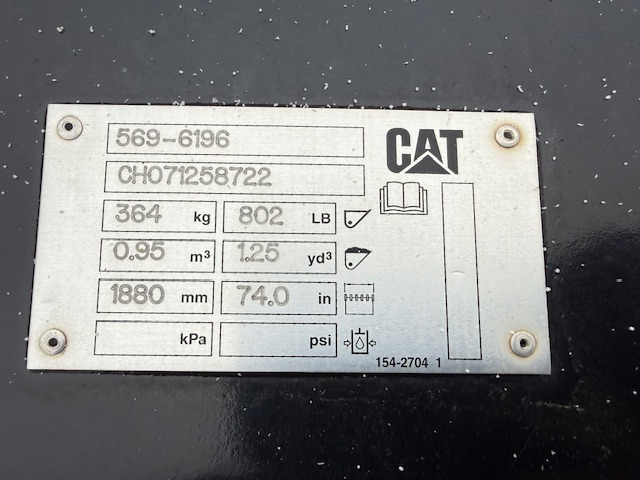 569-6196
CAT
CH071258722
364 kg 802 LB
0.95 m³ 1.25 yd³
1880 mm 74.0 in
kPa psi
154-2704 1